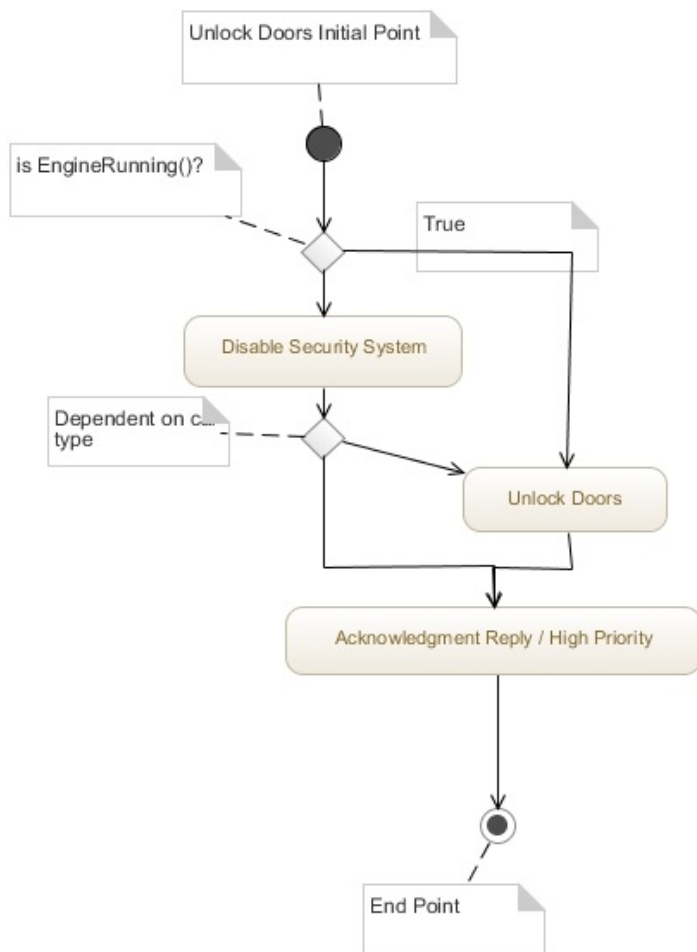 Unlock Doors Initial Point
is EngineRunning()?
True
Disable Security System
Dependent on
type
Unlock Doors
Acknowledgment Reply / High Priority
End Point